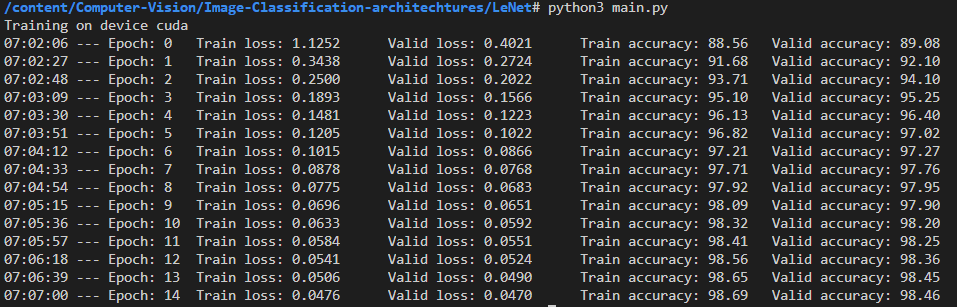 /content/Computer-Vision/Image-Classification-architechtures/LeNet# python3 main.py
Training on device cuda
07:02:06 --- Epoch: 0 Train loss: 1.1252 Valid loss: 0.4021 Train accuracy: 88.56 Valid accuracy: 89.08
07:02:27 --- Epoch: 1 Train loss: 0.3438 Valid loss: 0.2724 Train accuracy: 91.68 Valid accuracy: 92.10
07:02:48 --- Epoch: 2 Train loss: 0.2500 Valid loss: 0.2022 Train accuracy: 93.71 Valid accuracy: 94.10
07:03:09 --- Epoch: 3 Train loss: 0.1893 Valid loss: 0.1566 Train accuracy: 95.10 Valid accuracy: 95.25
07:03:30 --- Epoch: 4 Train loss: 0.1481 Valid loss: 0.1223 Train accuracy: 96.13 Valid accuracy: 96.40
07:03:51 --- Epoch: 5 Train loss: 0.1205 Valid loss: 0.1022 Train accuracy: 96.82 Valid accuracy: 97.02
07:04:12 --- Epoch: 6 Train loss: 0.1015 Valid loss: 0.0866 Train accuracy: 97.21 Valid accuracy: 97.27
07:04:33 --- Epoch: 7 Train loss: 0.0878 Valid loss: 0.0768 Train accuracy: 97.71 Valid accuracy: 97.76
07:04:54 --- Epoch: 8 Train loss: 0.0775 Valid loss: 0.0683 Train accuracy: 97.92 Valid accuracy: 97.95
07:05:15 --- Epoch: 9 Train loss: 0.0696 Valid loss: 0.0651 Train accuracy: 98.09 Valid accuracy: 97.90
07:05:36 --- Epoch: 10 Train loss: 0.0633 Valid loss: 0.0592 Train accuracy: 98.32 Valid accuracy: 98.20
07:05:57 --- Epoch: 11 Train loss: 0.0584 Valid loss: 0.0551 Train accuracy: 98.41 Valid accuracy: 98.25
07:06:18 --- Epoch: 12 Train loss: 0.0541 Valid loss: 0.0524 Train accuracy: 98.56 Valid accuracy: 98.36
07:06:39 --- Epoch: 13 Train loss: 0.0506 Valid loss: 0.0490 Train accuracy: 98.65 Valid accuracy: 98.45
07:07:00 --- Epoch: 14 Train loss: 0.0476 Valid loss: 0.0470 Train accuracy: 98.69 Valid accuracy: 98.46